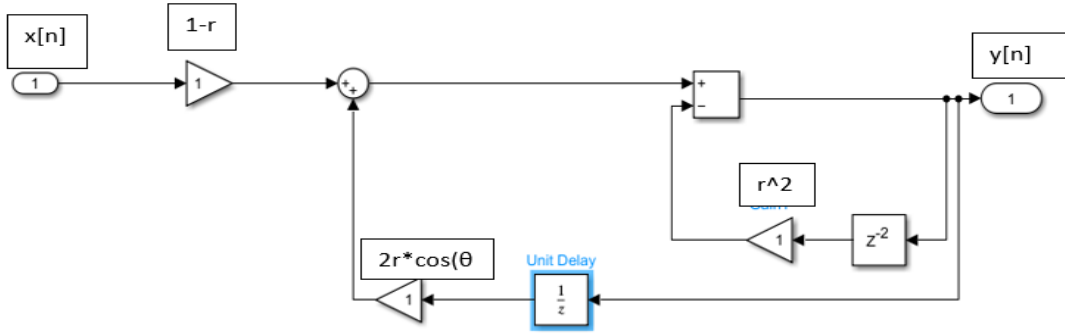 x[n]
1-r
y[n]
1
1
+
+
+
−
1
r^2
1
z-2
2r*cos(θ
Unit Delay
1
1
z